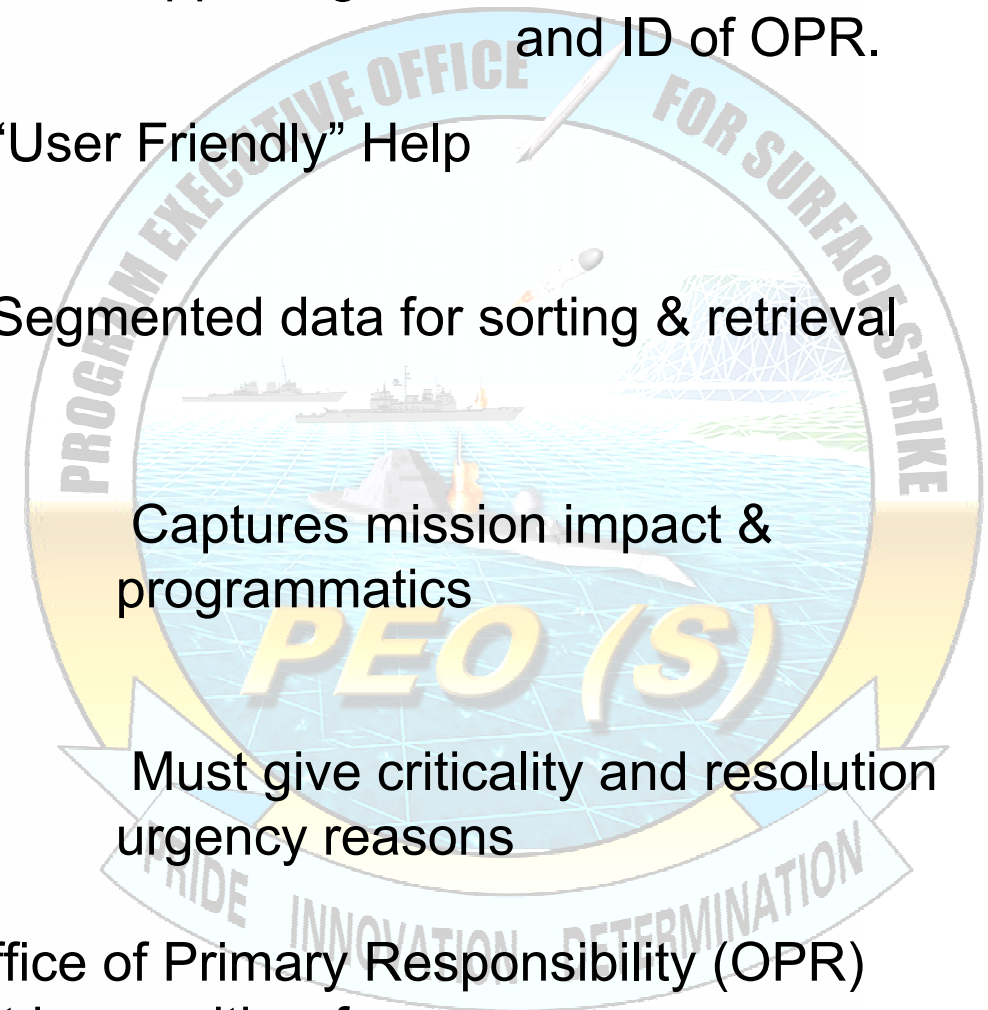 and ID of OPR.
“User Friendly” Help
Segmented data for sorting & retrieval
Captures mission impact &
programmatics
Must give criticality and resolution
urgency reasons
ffice of Primary Responsibility (OPR)
PROGRAM EXECUTIVE OFFICE FOR SURFACE STRIKE
PEO (S)
PRIDE INNOVATION DETERMINATION